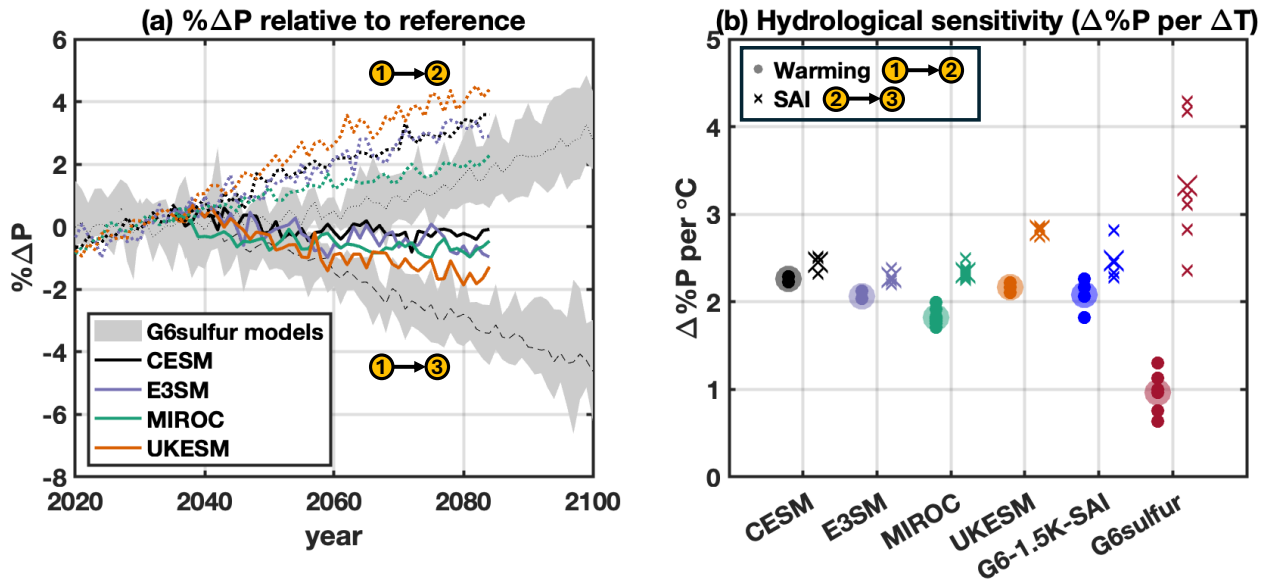 (a) %ΔP relative to reference
%ΔP
6
4
2
0
-2
-4
-6
-8
2020
2040
2060
2080
2100
year
1 → 2
1 → 3
G6sulfur models
CESM
E3SM
MIROC
UKESM
(b) Hydrological sensitivity (Δ%P per ΔT)
Δ%P per °C
5
4
3
2
1
0
Warming 1 → 2
× SAI 2 → 3
CESM
E3SM
MIROC
UKESM
G6-1.5K-SAI
G6sulfur